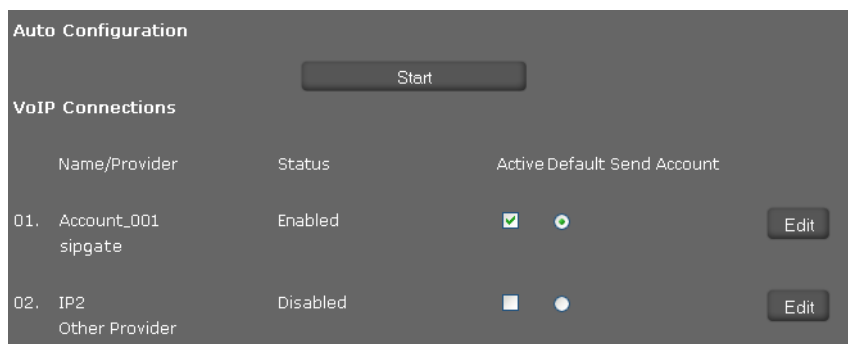 Auto Configuration
Start
VoIP Connections
Name/Provider Status Active Default Send Account
01. Account_001 Enabled Edit
sipgate
02. IP2 Disabled Edit
Other Provider